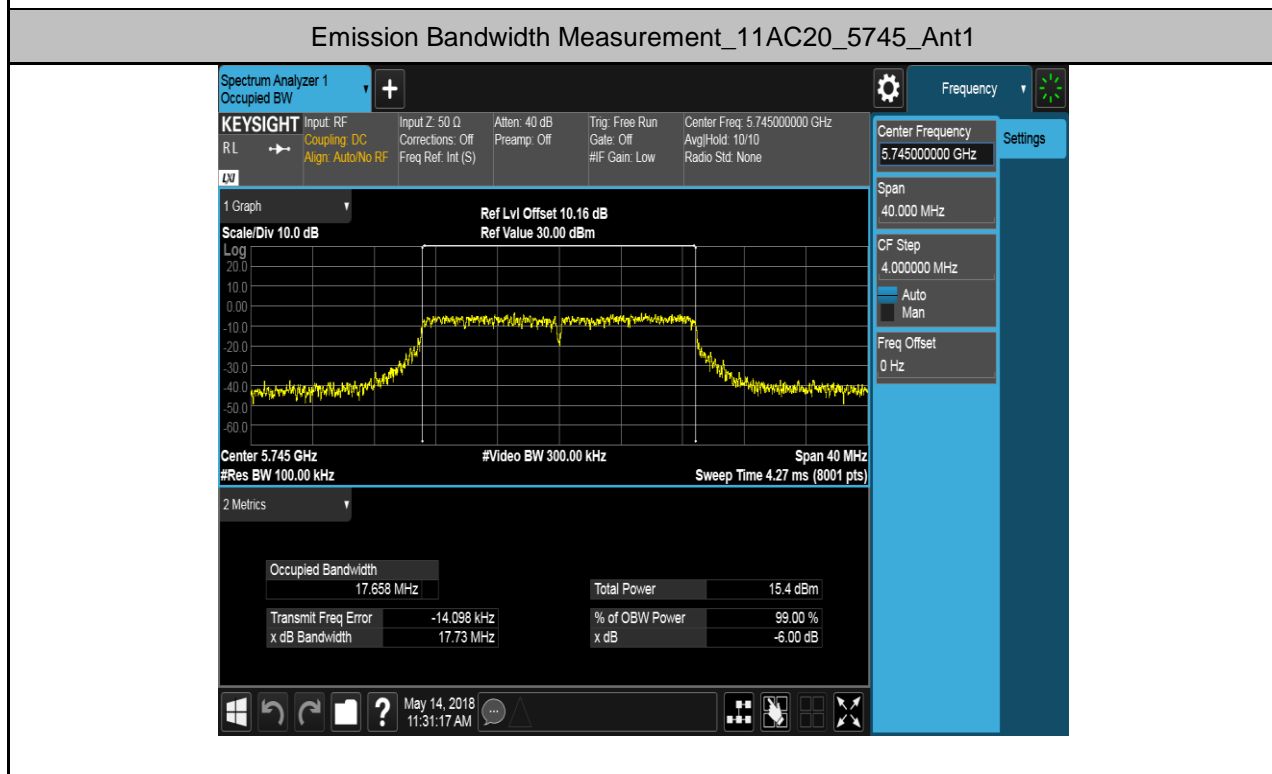 Emission Bandwidth Measurement_11AC20_5745_Ant1
Spectrum Analyzer 1
Occupied BW
+
Frequency
KEYSIGHT
RL
LXI
Input: RF
Coupling: DC
Align: Auto/No RF
Input Z: 50 Ω
Corrections: Off
Freq Ref: Int (S)
Atten: 40 dB
Preamp: Off
Trig: Free Run
Gate: Off
#IF Gain: Low
Center Freq: 5.745000000 GHz
Avg|Hold: 10/10
Radio Std: None
Center Frequency
5.745000000 GHz
Settings
Span
40.000 MHz
CF Step
4.000000 MHz
Auto
Man
Freq Offset
0 Hz
1 Graph
Scale/Div 10.0 dB
Ref Lvl Offset 10.16 dB
Ref Value 30.00 dBm
Log
20.0
10.0
0.00
-10.0
-20.0
-30.0
-40.0
-50.0
-60.0
Center 5.745 GHz
#Video BW 300.00 kHz
Span 40 MHz
#Res BW 100.00 kHz
Sweep Time 4.27 ms (8001 pts)
2 Metrics
Occupied Bandwidth
17.658 MHz
Total Power 15.4 dBm
Transmit Freq Error -14.098 kHz
% of OBW Power 99.00 %
x dB Bandwidth 17.73 MHz
x dB -6.00 dB
?
May 14, 2018
11:31:17 AM